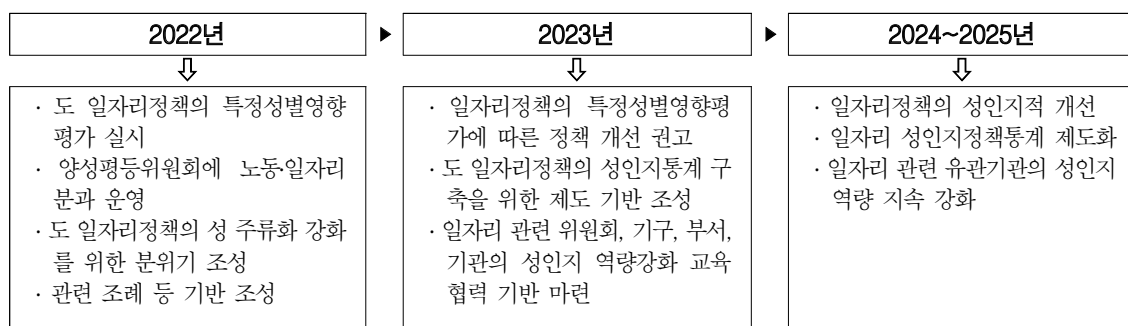 2022년 ▶ 2023년 ▶ 2024~2025년
· 도 일자리정책의 특정성별영향
평가 실시
· 양성평등위원회에 노동일자리
분과 운영
· 도 일자리정책의 성 주류화 강화
를 위한 분위기 조성
· 관련 조례 등 기반 조성
· 일자리정책의 특정성별영향평
가에 따른 정책 개선 권고
· 도 일자리정책의 성인지통계 구
축을 위한 제도 기반 조성
· 일자리 관련 위원회, 기구, 부서,
기관의 성인지 역량강화 교육
협력 기반 마련
· 일자리정책의 성인지적 개선
· 일자리 성인지정책통계 제도화
· 일자리 관련 유관기관의 성인지
역량 지속 강화